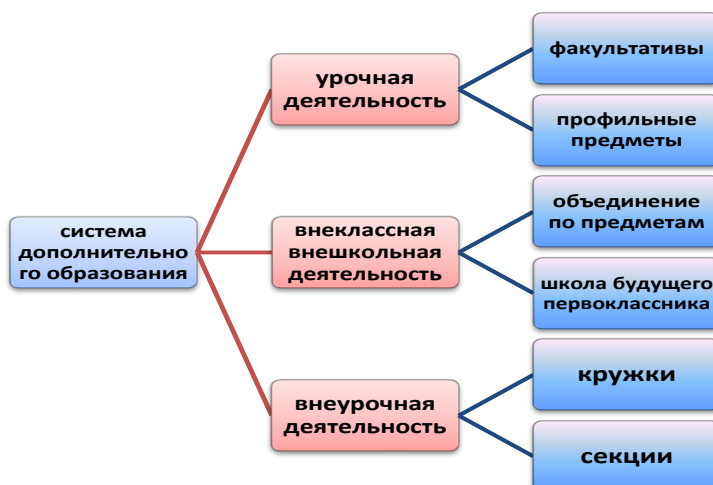 система
дополнительно
го образования
урочная
деятельность
факультативы
профильные
предметы
внеклассная
внешкольная
деятельность
объединение
по предметам
школа будущего
первоклассника
внеурочная
деятельность
кружки
секции